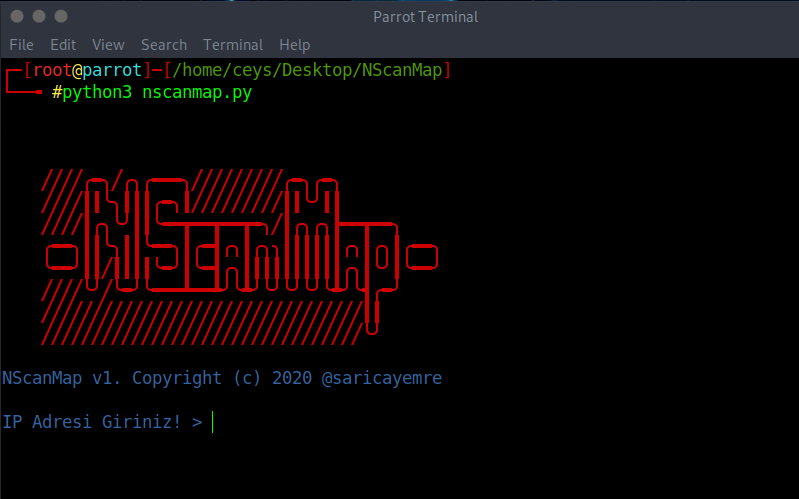 Parrot Terminal
File Edit View Search Terminal Help
[root@parrot]─[/home/ceys/Desktop/NScanMap]
#python3 nscanmap.py
NScanMap
NScanMap v1. Copyright (c) 2020 @saricayemre
IP Adresi Giriniz! >